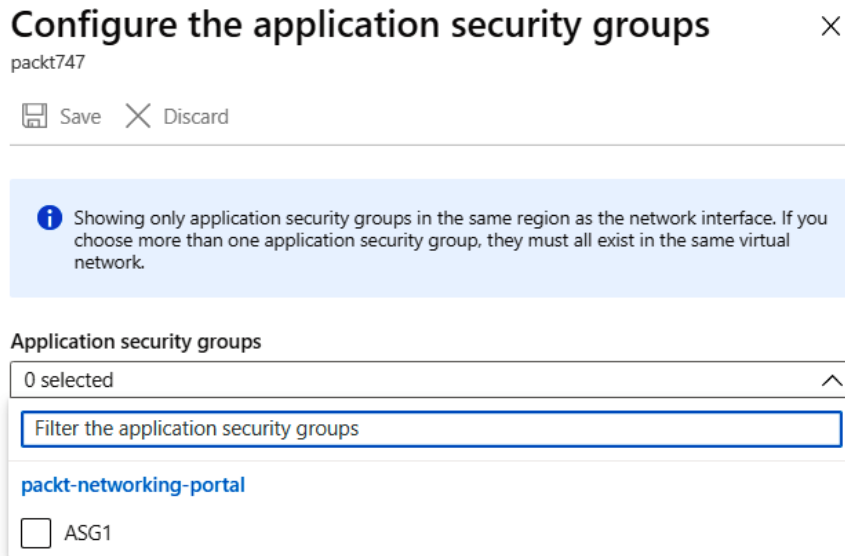 Configure the application security groups
packt747
Save Discard
Showing only application security groups in the same region as the network interface. If you
choose more than one application security group, they must all exist in the same virtual
network.
Application security groups
0 selected
Filter the application security groups
packt-networking-portal
ASG1